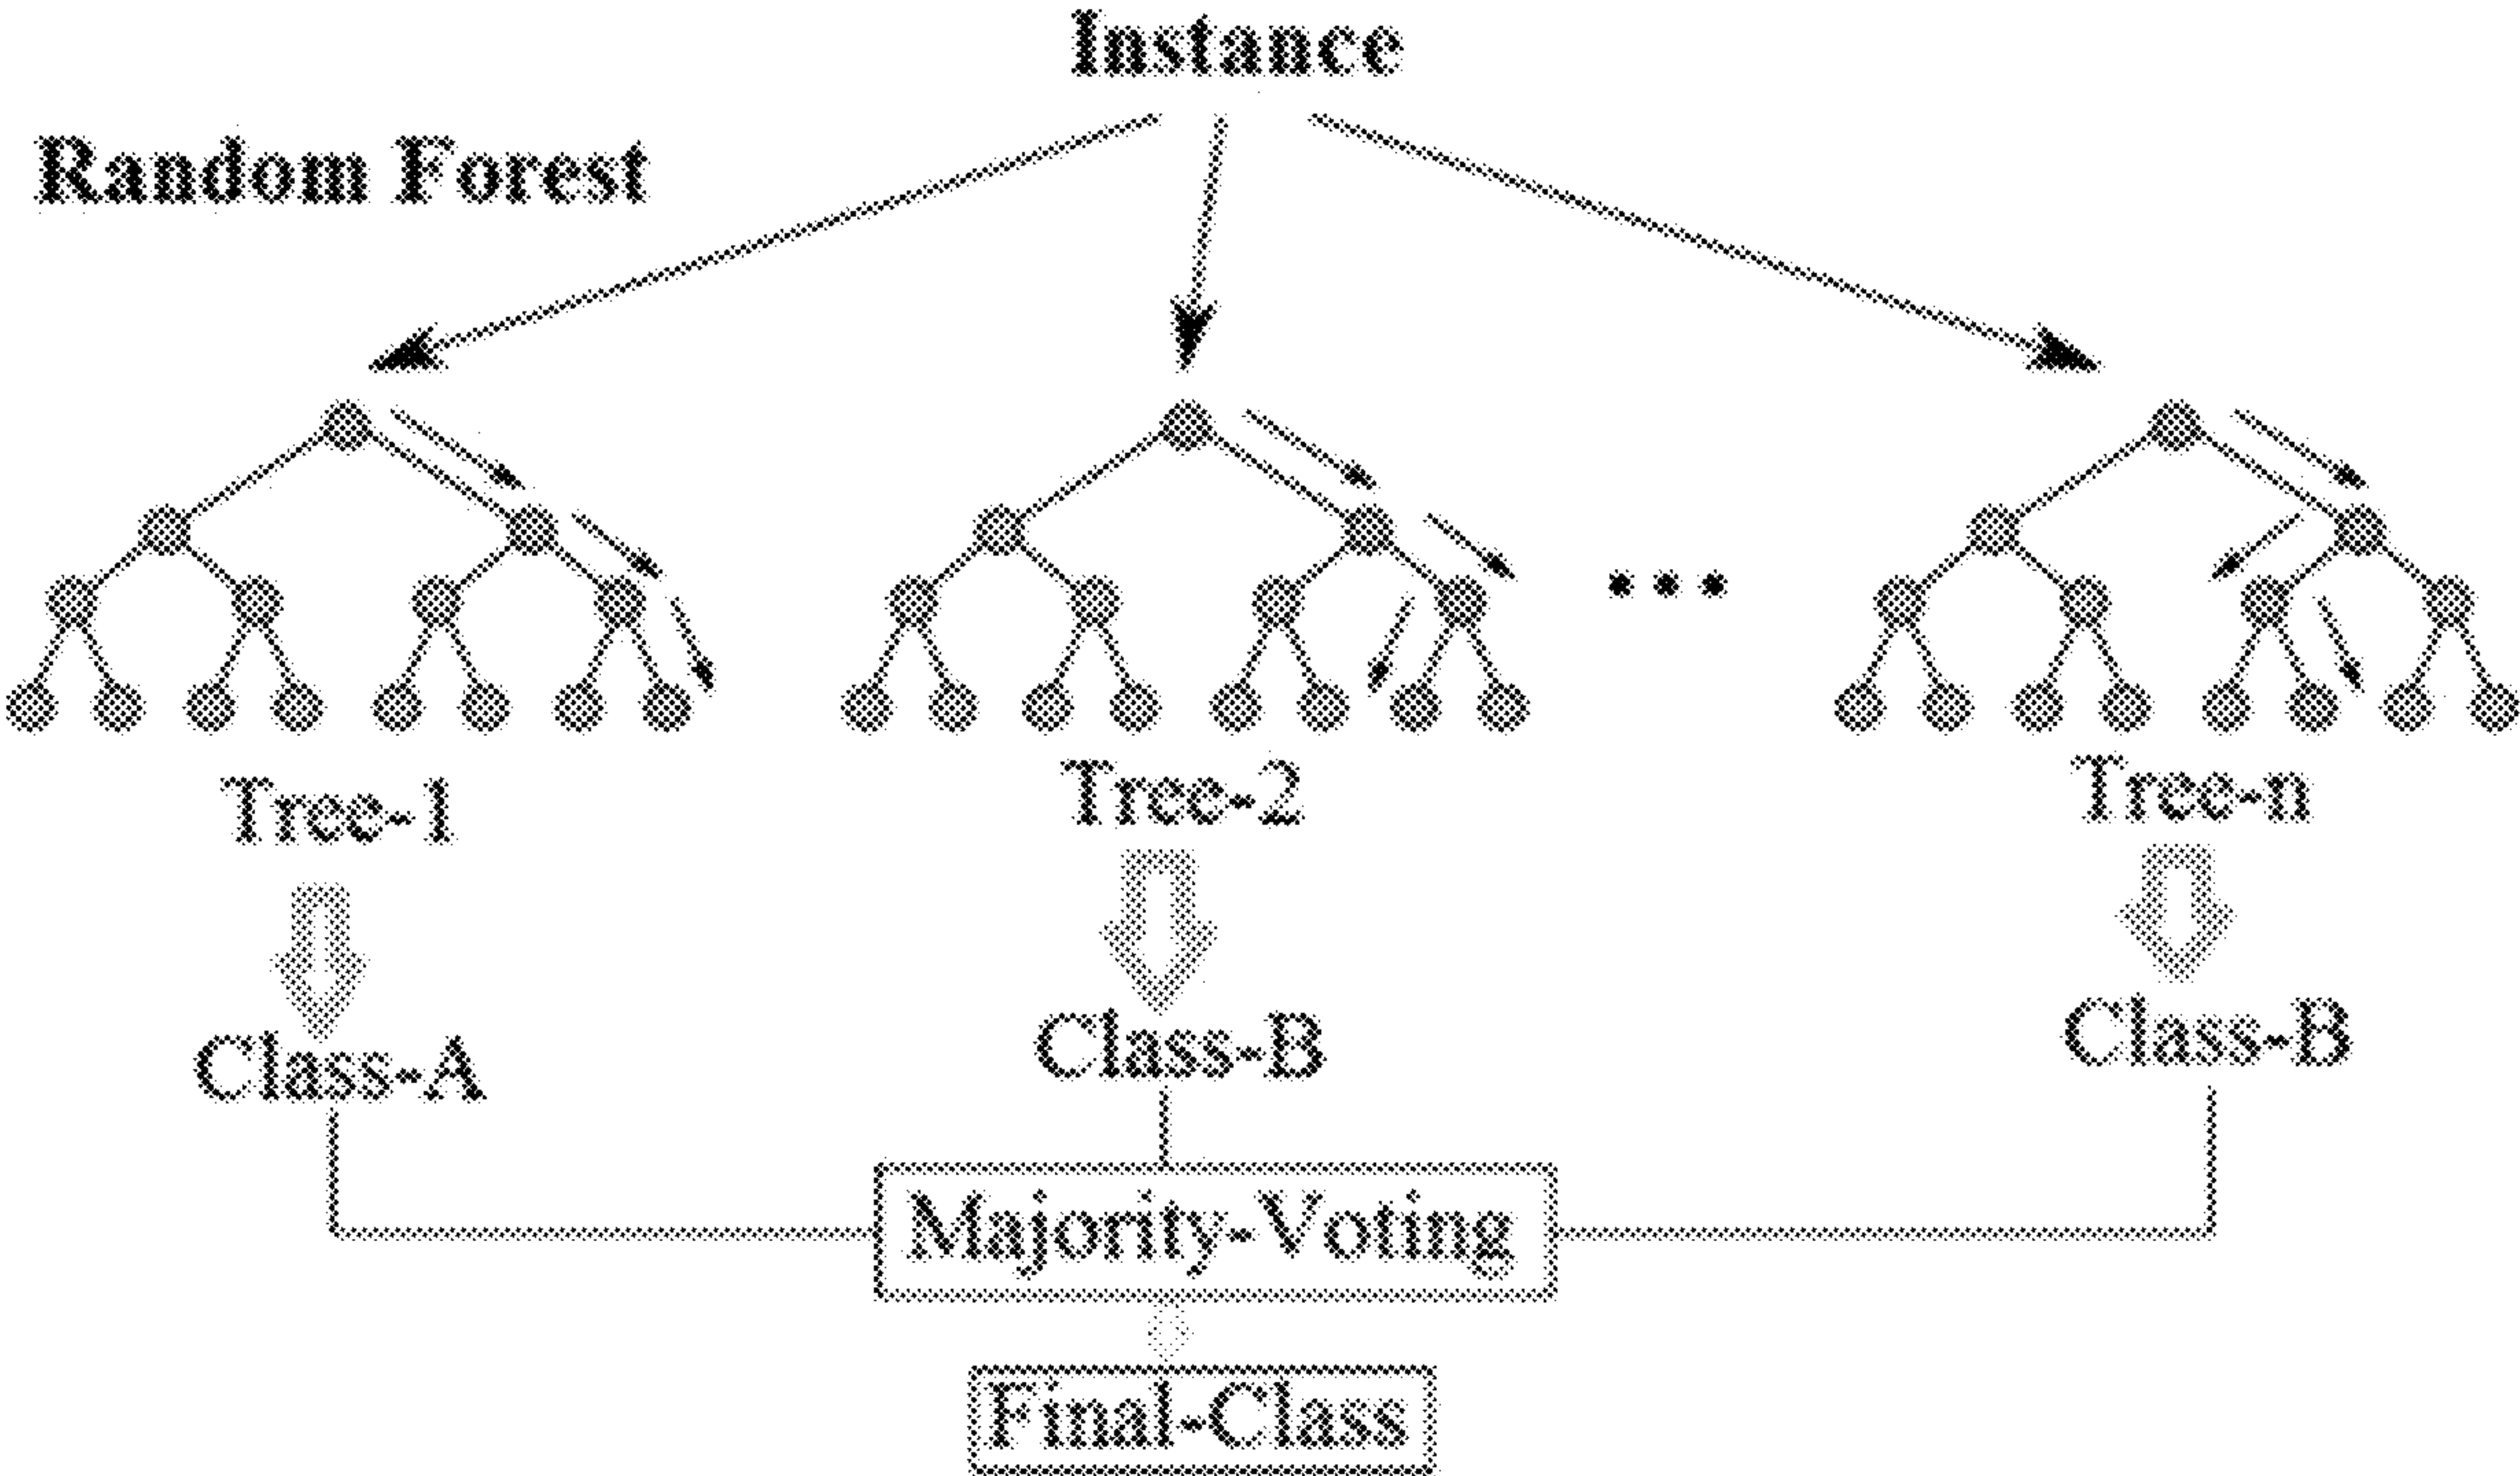 Instance
Random Forest
Tree-1
Tree-2
Tree-n
Class-A
Class-B
Class-B
Majority-Voting
Final-Class